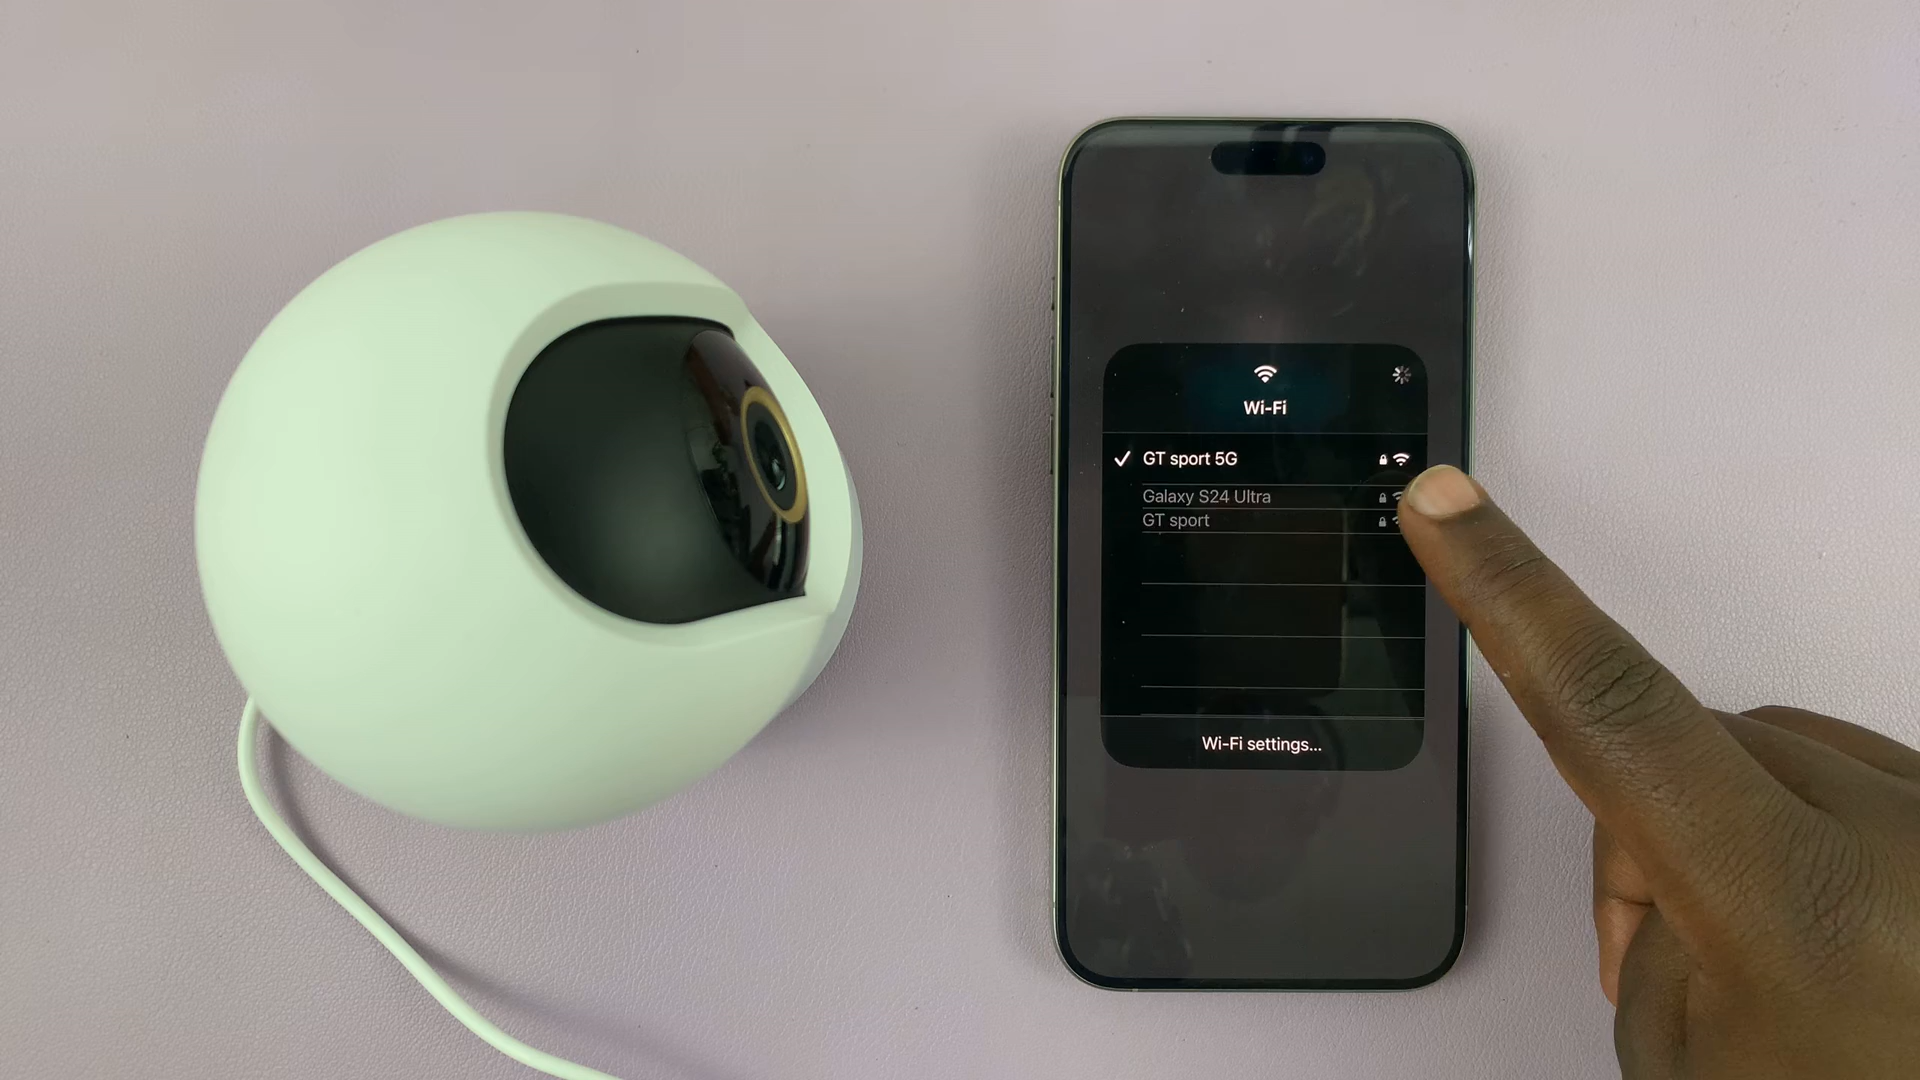 Wi-Fi
GT sport 5G
Galaxy S24 Ultra
GT sport
Wi-Fi settings...